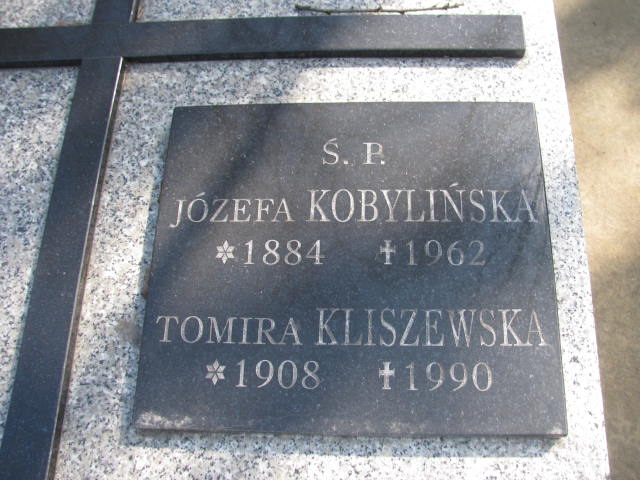 Ś. P.
JÓZEFA KOBYLIŃSKA
✲1884 ✝1962
TOMIRA KLISZEWSKA
✲1908 ✝1990